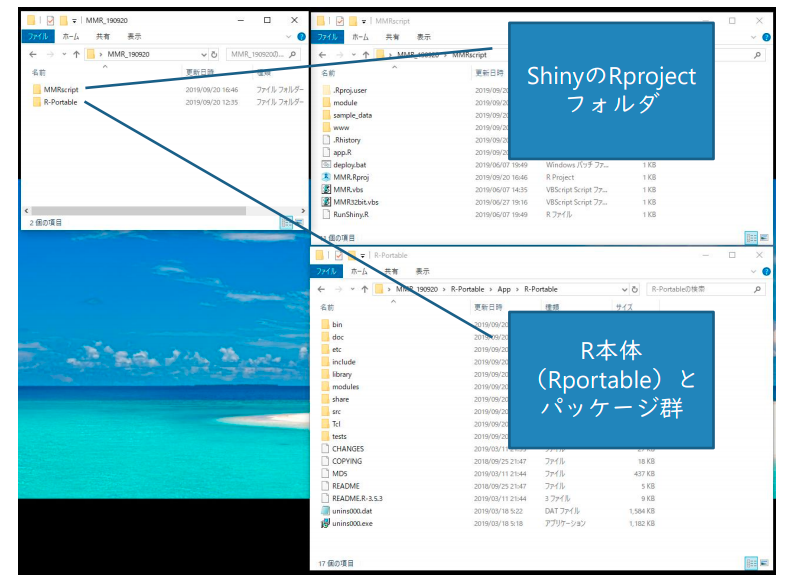 MMR_190920
ファイル ホーム 共有 表示
MMR_190920
MMR_190920の...
名前 更新日時 種類
MMRscript 2019/09/20 16:46 ファイル フォルダー
R-Portable 2019/09/20 12:35 ファイル フォルダー
2 個の項目
MMRscript
ファイル ホーム 共有 表示
MMR_190920 › MMRscript
名前 更新日時
.Rproj.user 2019/09/20
module 2019/09/20
sample_data 2019/09/20
www 2019/09/20
.Rhistory 2019/09/20
app.R 2019/09/20
deploy.bat 2019/06/07 19:49 Windows バッチ ファ... 1 KB
MMR.Rproj 2019/09/20 16:46 R Project 1 KB
MMR.vbs 2019/06/07 14:35 VBScript Script ファ... 1 KB
MMR32bit.vbs 2019/06/27 19:16 VBScript Script ファ... 1 KB
RunShiny.R 2019/06/07 19:49 R ファイル 1 KB
個の項目
ShinyのRproject
フォルダ
R-Portable
ファイル ホーム 共有 表示
MMR_190920 › R-Portable › App › R-Portable
R-Portableの検索
名前 更新日時 種類 サイズ
bin 2019/09/20
doc 2019/09/20
etc 2019/09/20
include 2019/09/20
library 2019/09/20
modules 2019/09/20
share 2019/09/20
src 2019/09/20
Tcl 2019/09/20
tests 2019/09/20
CHANGES 2019/03/11 ファイル KB
COPYING 2018/09/25 21:47 ファイル 18 KB
MD5 2019/03/11 21:44 ファイル 437 KB
README 2018/09/25 21:47 ファイル 5 KB
README.R-3.5.3 2019/03/11 21:44 3 ファイル 9 KB
unins000.dat 2019/03/18 5:22 DAT ファイル 1,584 KB
unins000.exe 2019/03/18 5:18 アプリケーション 1,182 KB
17 個の項目
R本体
（Rportable）と
パッケージ群